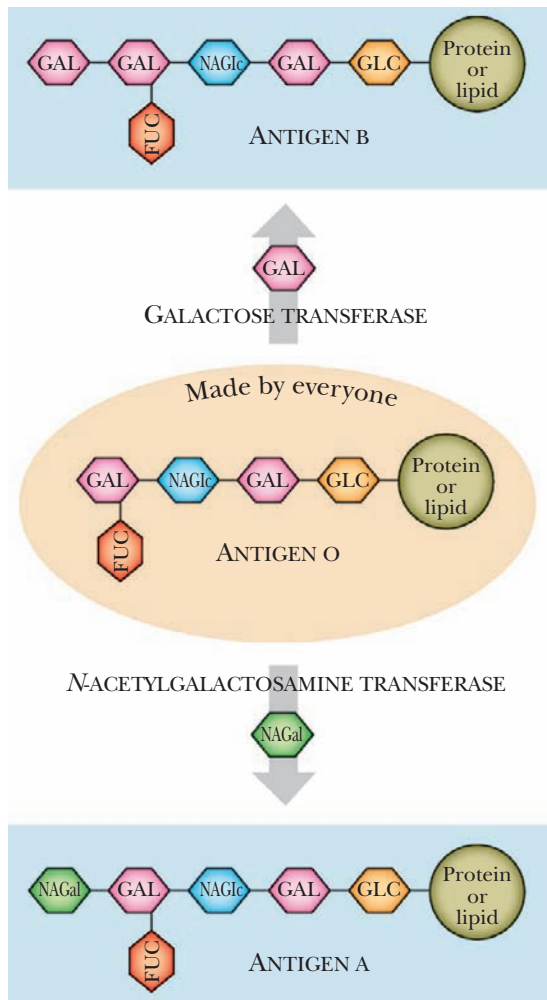 GAL GAL NAGlc GAL GLC Protein
or
lipid
FUC
ANTIGEN B
GAL
GALACTOSE TRANSFERASE
Made by everyone
GAL NAGlc GAL GLC Protein
or
lipid
FUC
ANTIGEN O
N-ACETYLGALACTOSAMINE TRANSFERASE
NAGal
NAGal GAL NAGlc GAL GLC Protein
or
lipid
FUC
ANTIGEN A